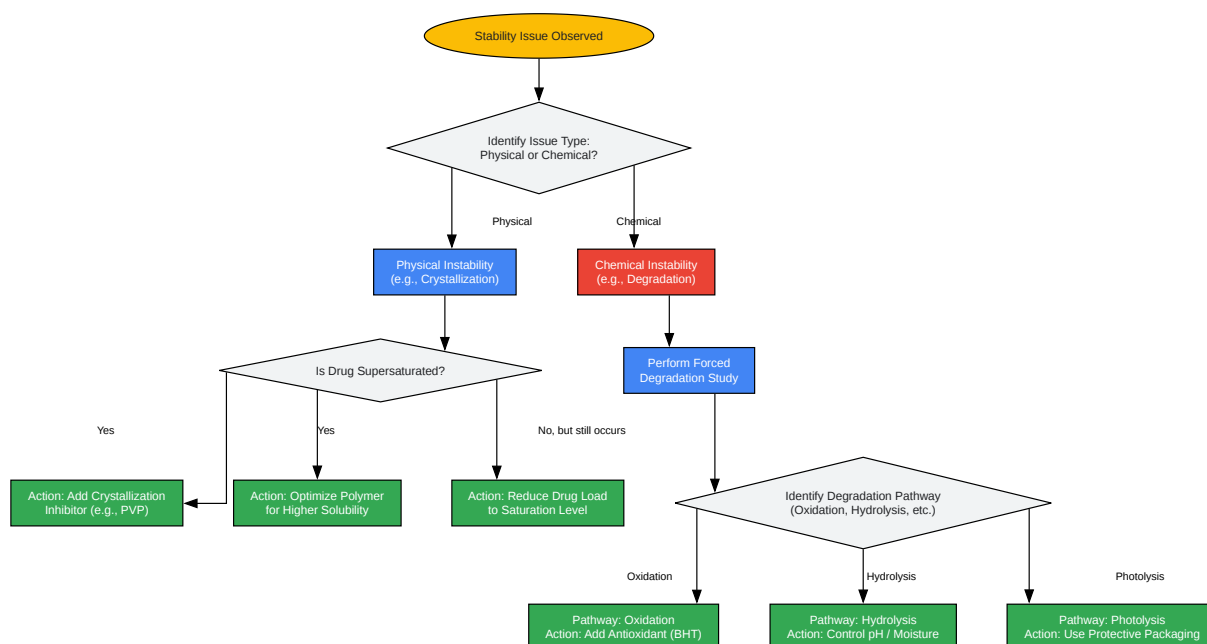 Stability Issue Observed
Identify Issue Type:
Physical or Chemical?
Physical
Chemical
Physical Instability
(e.g., Crystallization)
Chemical Instability
(e.g., Degradation)
Is Drug Supersaturated?
Perform Forced
Degradation Study
Yes
Yes
No, but still occurs
Action: Add Crystallization
Inhibitor (e.g., PVP)
Action: Optimize Polymer
for Higher Solubility
Action: Reduce Drug Load
to Saturation Level
Identify Degradation Pathway
(Oxidation, Hydrolysis, etc.)
Oxidation
Hydrolysis
Photolysis
Pathway: Oxidation
Action: Add Antioxidant (BHT)
Pathway: Hydrolysis
Action: Control pH / Moisture
Pathway: Photolysis
Action: Use Protective Packaging